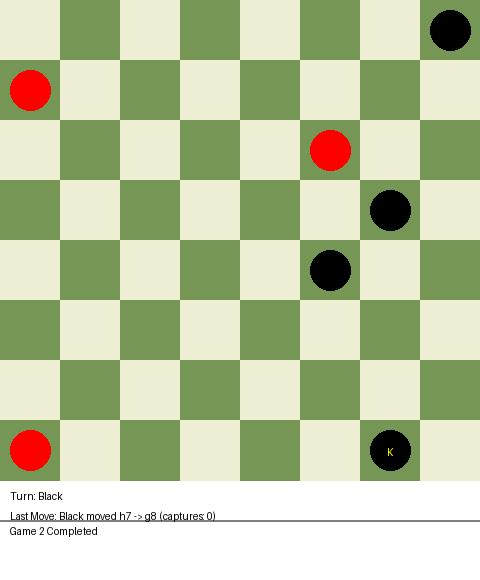 K
Turn: Black
Last Move: Black moved h7 -> g8 (captures: 0)
Game 2 Completed